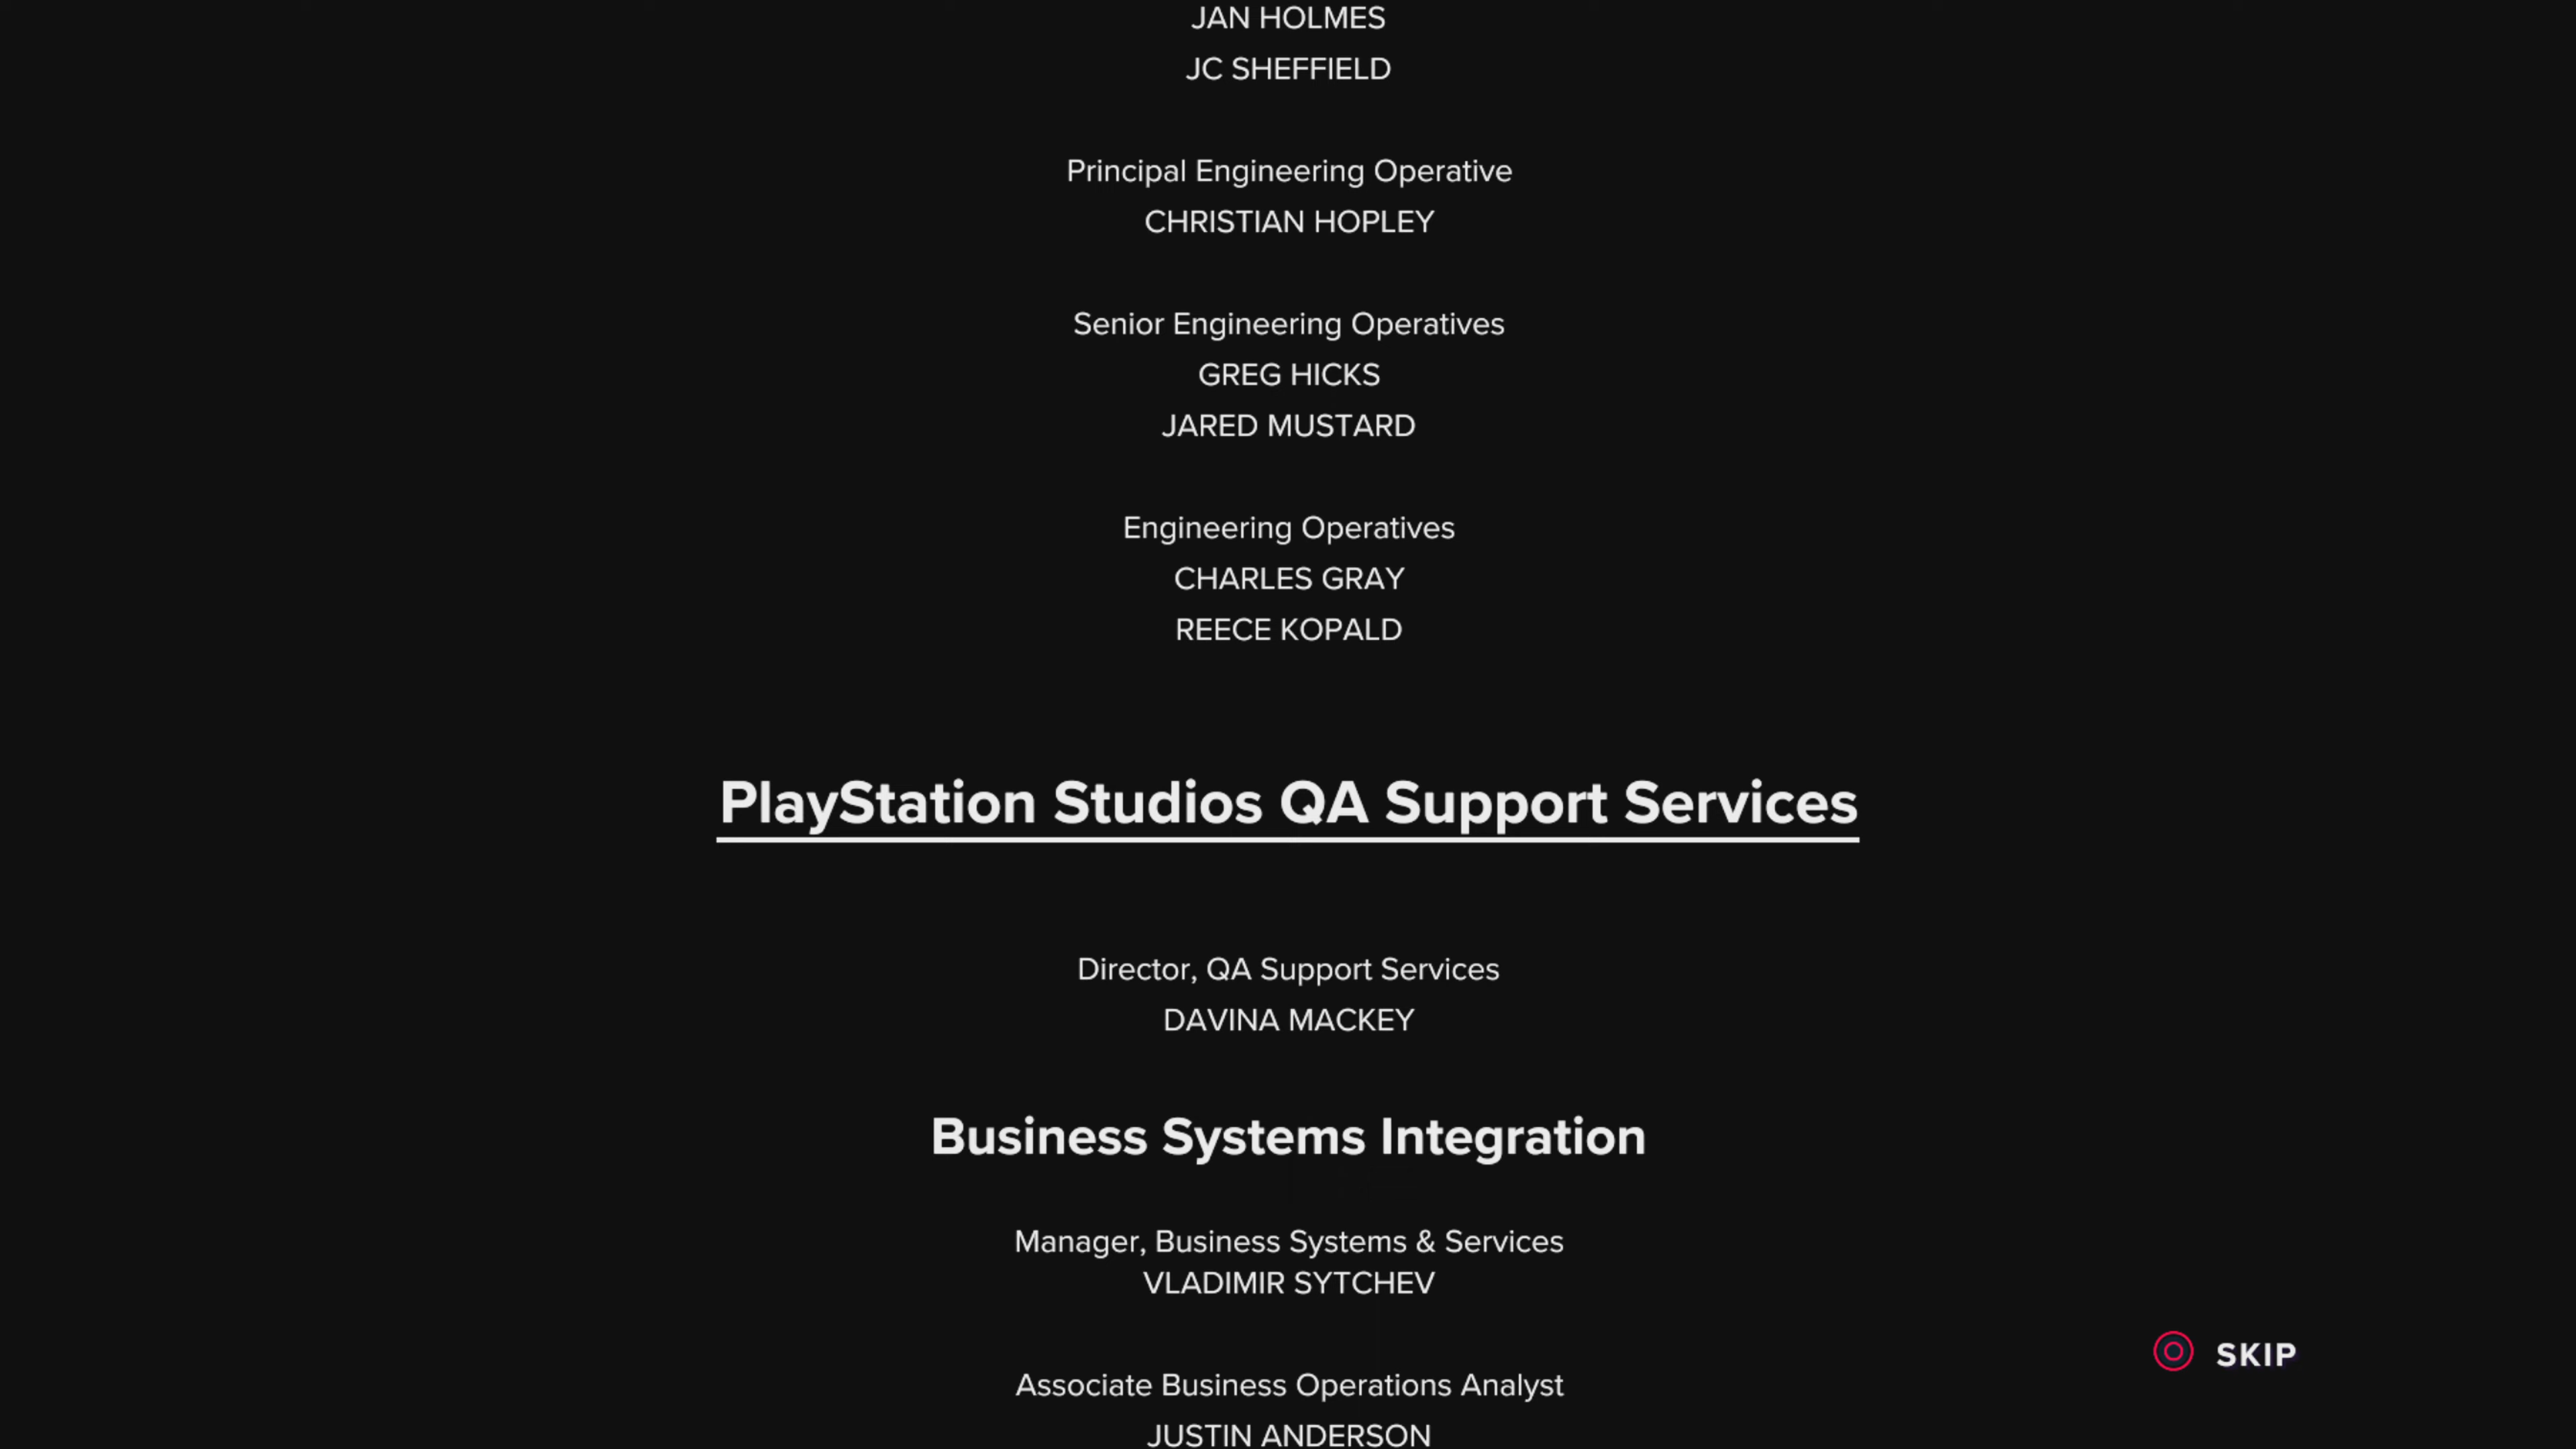 JAN HOLMES
JC SHEFFIELD
Principal Engineering Operative
CHRISTIAN HOPLEY
Senior Engineering Operatives
GREG HICKS
JARED MUSTARD
Engineering Operatives
CHARLES GRAY
REECE KOPALD
PlayStation Studios QA Support Services
Director, QA Support Services
DAVINA MACKEY
Business Systems Integration
Manager, Business Systems & Services
VLADIMIR SYTCHEV
SKIP
Associate Business Operations Analyst
JUSTIN ANDERSON